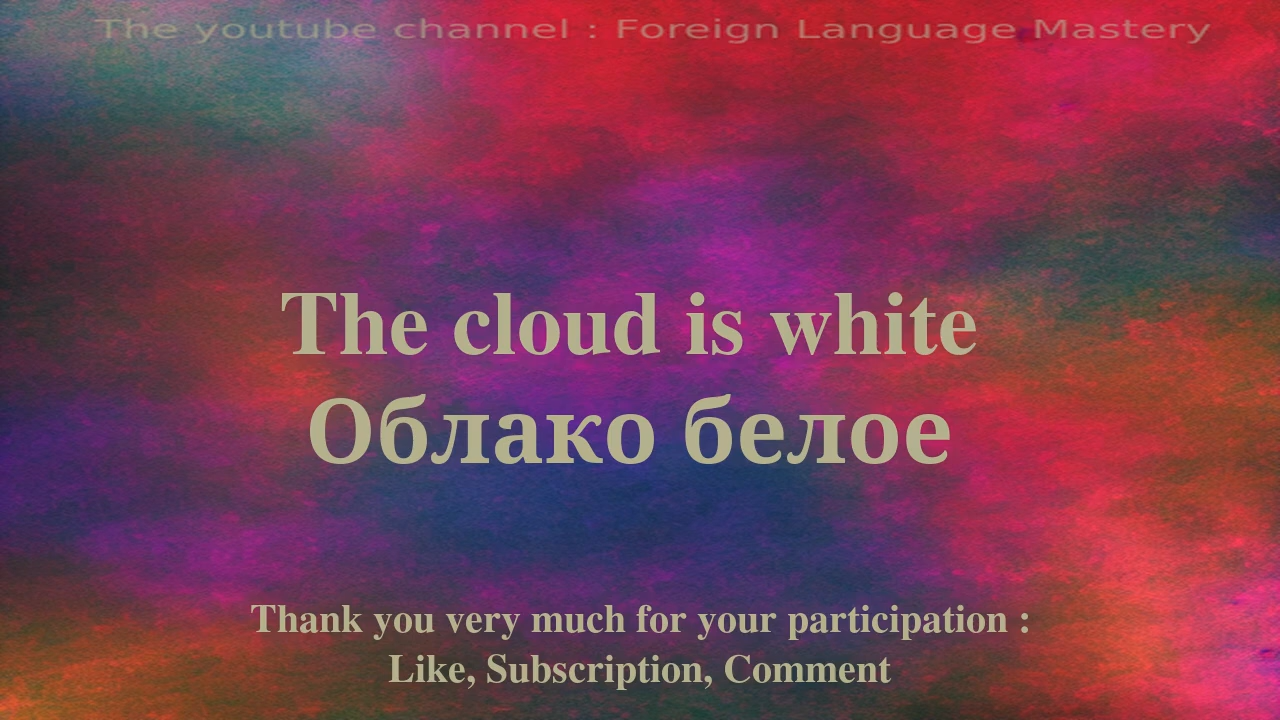 The youtube channel : Foreign Language Mastery
The cloud is white
Облако белое
Thank you very much for your participation :
Like, Subscription, Comment